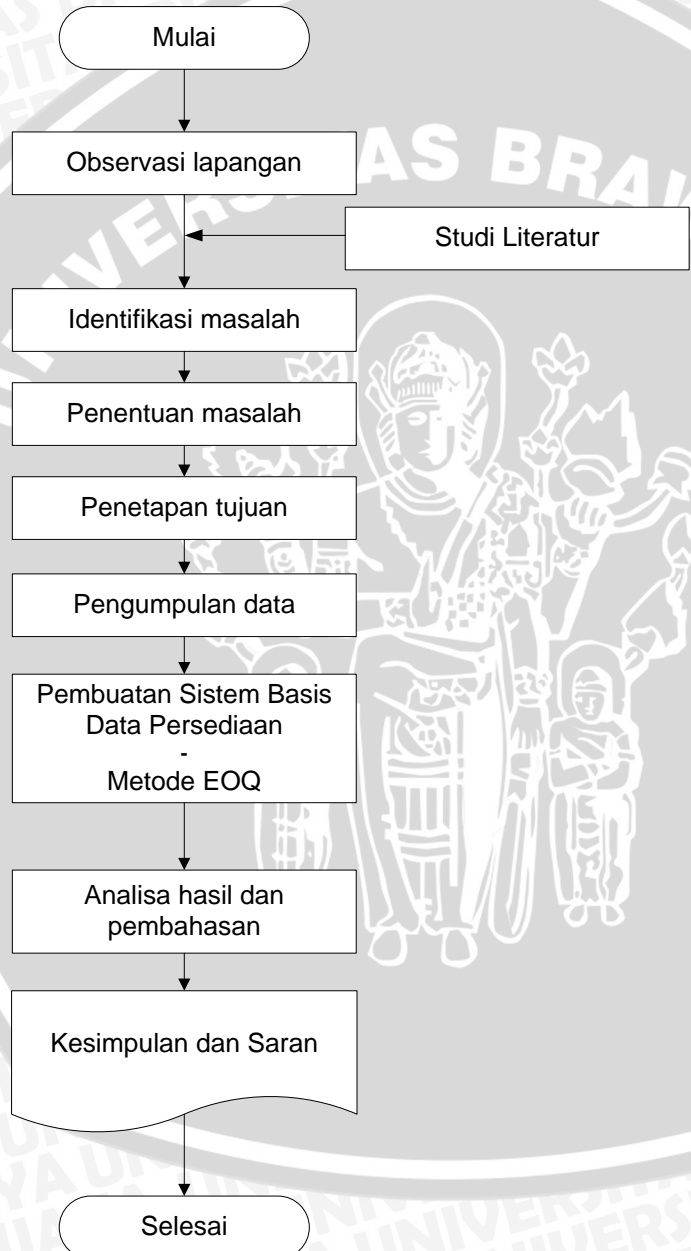 Mulai
Observasi lapangan
Studi Literatur
Identifikasi masalah
Penentuan masalah
Penetapan tujuan
Pengumpulan data
Pembuatan Sistem Basis
Data Persediaan
-
Metode EOQ
Analisa hasil dan
pembahasan
Kesimpulan dan Saran
Selesai